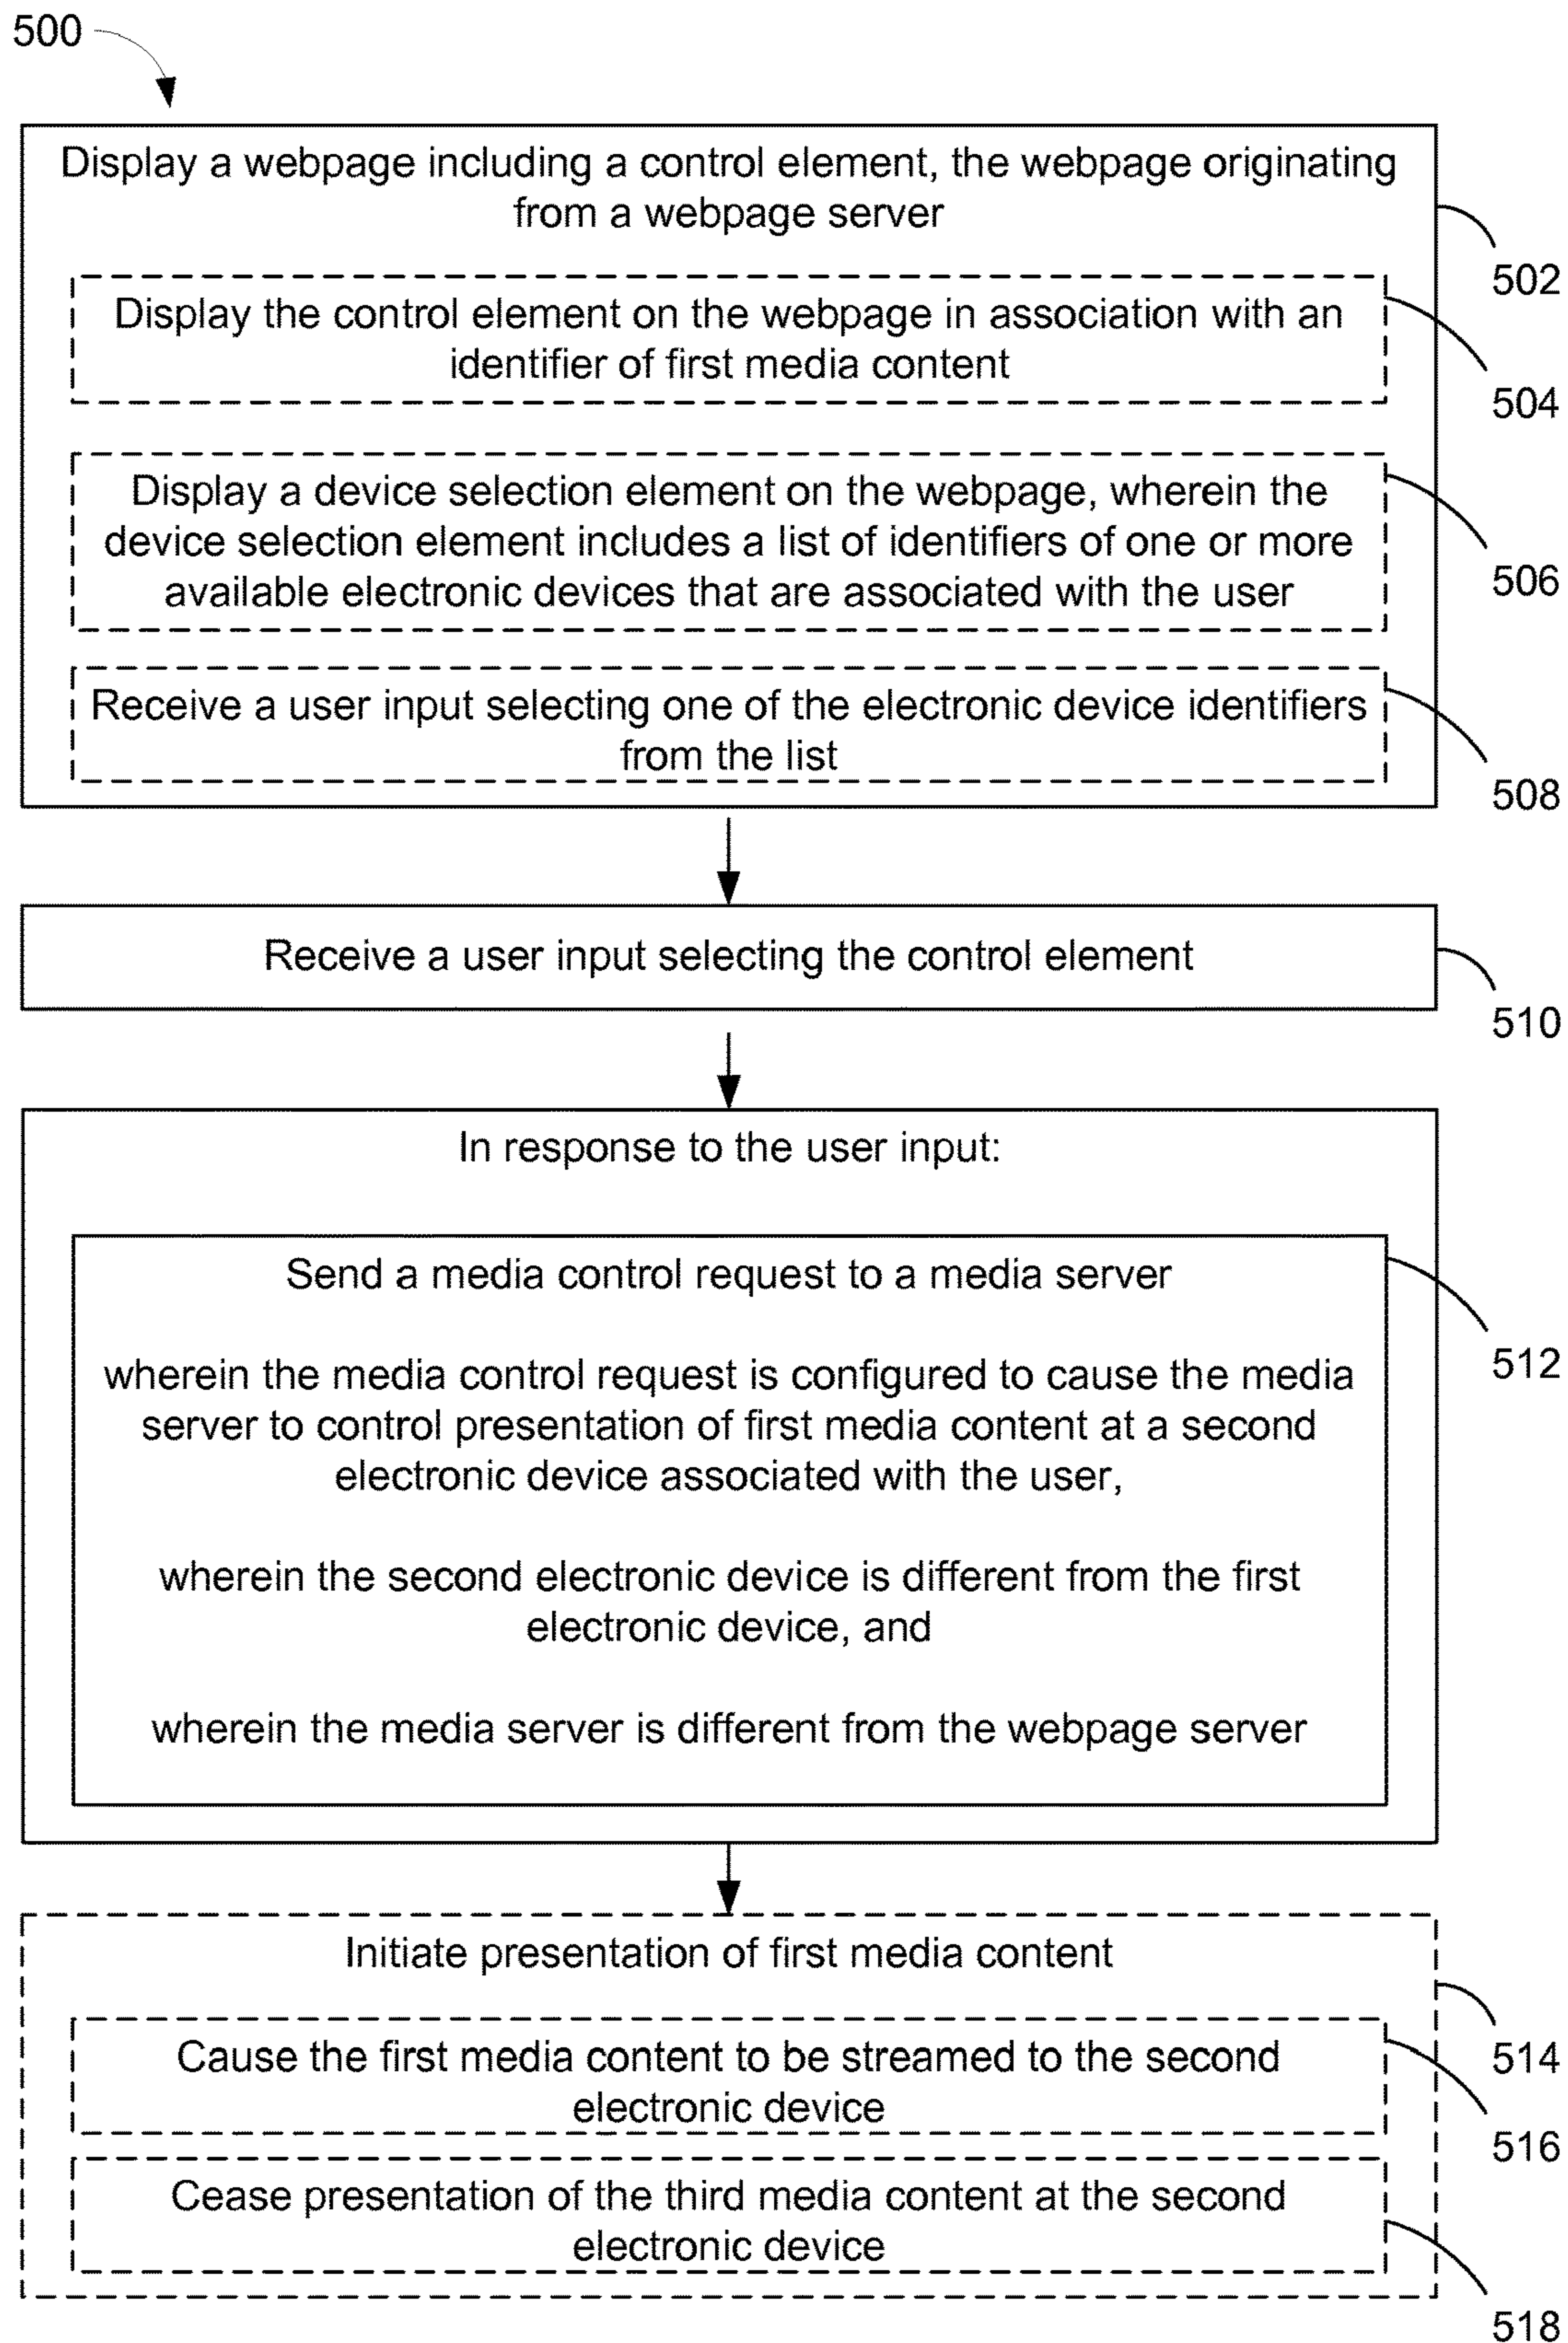 500
Display a webpage including a control element, the webpage originating
from a webpage server
502
Display the control element on the webpage in association with an
identifier of first media content
504
Display a device selection element on the webpage, wherein the
device selection element includes a list of identifiers of one or more
available electronic devices that are associated with the user
506
Receive a user input selecting one of the electronic device identifiers
from the list
508
Receive a user input selecting the control element
510
In response to the user input:
Send a media control request to a media server
wherein the media control request is configured to cause the media
server to control presentation of first media content at a second
electronic device associated with the user,
wherein the second electronic device is different from the first
electronic device, and
wherein the media server is different from the webpage server
512
Initiate presentation of first media content
514
Cause the first media content to be streamed to the second
electronic device
516
Cease presentation of the third media content at the second
electronic device
518